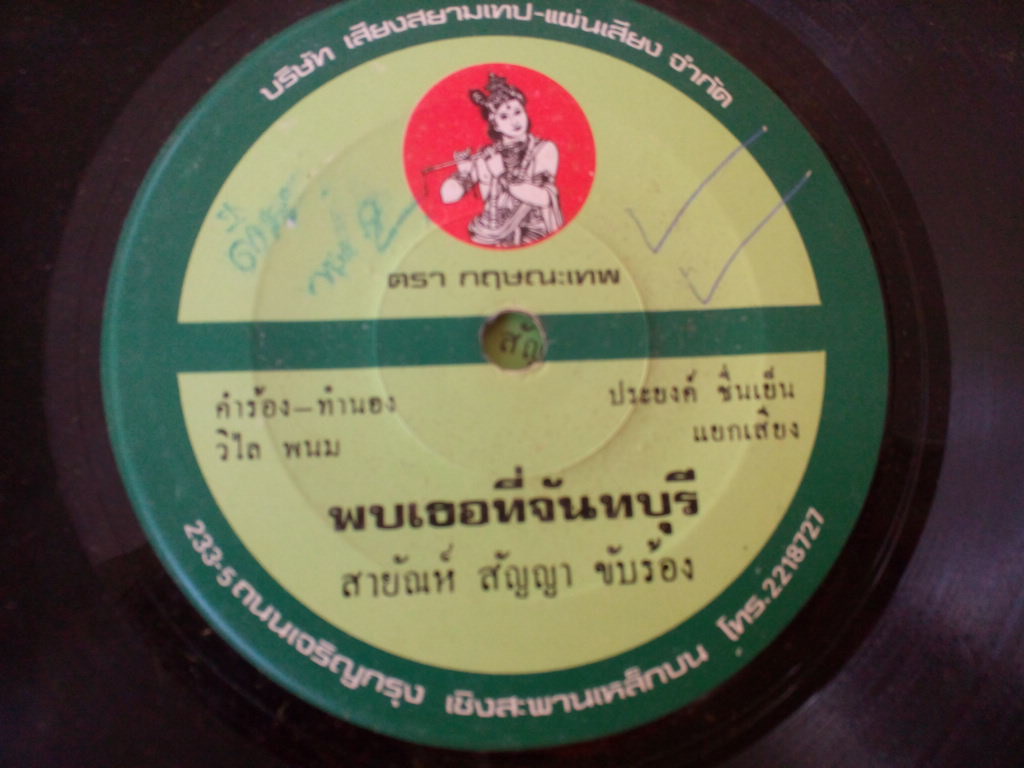 บริษัท เสียงสยามเทป-แผ่นเสียง จำกัด
ตรา กฤษณะเทพ
สัญ
คำร้อง-ทำนอง
วิไล พนม
ประยงค์ ชื่นเย็น
แยกเสียง
พบเธอที่จันทบุรี
สายัณห์ สัญญา ขับร้อง
233-5 ถนนเจริญกรุง เชิงสะพานเหล็กบน โทร.2218727